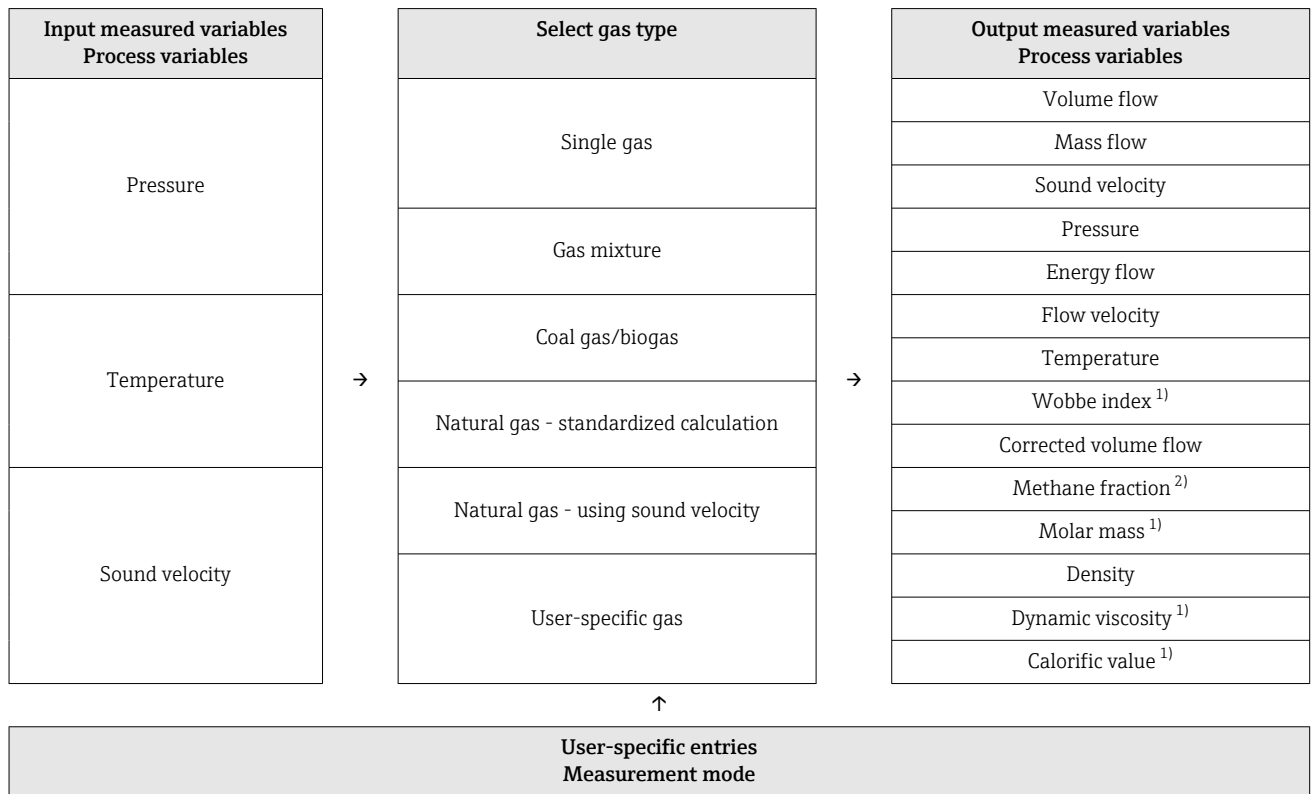 Input measured variables
Process variables
Pressure
Temperature
Sound velocity
→
Select gas type
Single gas
Gas mixture
Coal gas/biogas
Natural gas - standardized calculation
Natural gas - using sound velocity
User-specific gas
→
Output measured variables
Process variables
Volume flow
Mass flow
Sound velocity
Pressure
Energy flow
Flow velocity
Temperature
Wobbe index 1)
Corrected volume flow
Methane fraction 2)
Molar mass 1)
Density
Dynamic viscosity 1)
Calorific value 1)
↑
User-specific entries
Measurement mode